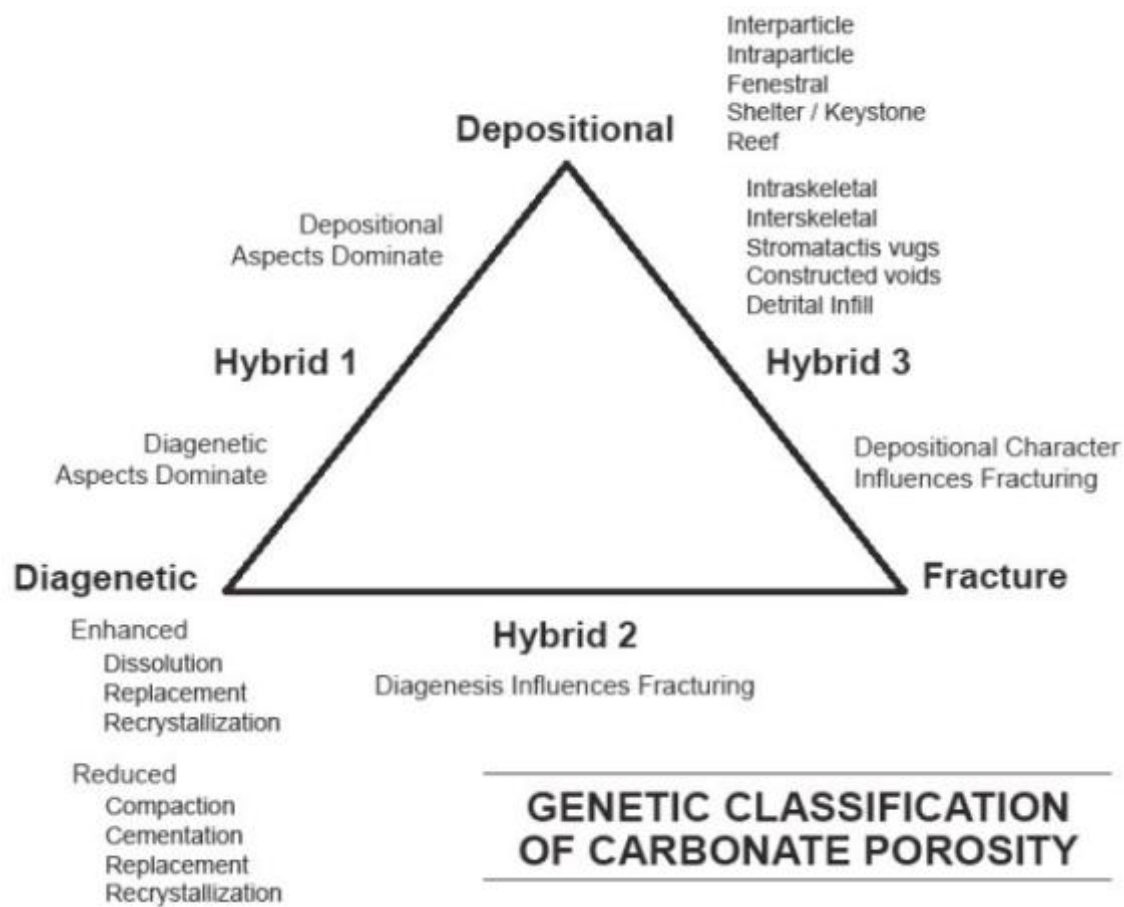 Interparticle
Intraparticle
Fenestral
Shelter / Keystone
Reef
Intraskeletal
Interskeletal
Stromatactis vugs
Constructed voids
Detrital Infill
Depositional
Depositional
Aspects Dominate
Hybrid 1
Hybrid 3
Diagenetic
Aspects Dominate
Depositional Character
Influences Fracturing
Diagenetic
Fracture
Enhanced
Dissolution
Replacement
Recrystallization
Hybrid 2
Diagenesis Influences Fracturing
Reduced
Compaction
Cementation
Replacement
Recrystallization
GENETIC CLASSIFICATION
OF CARBONATE POROSITY